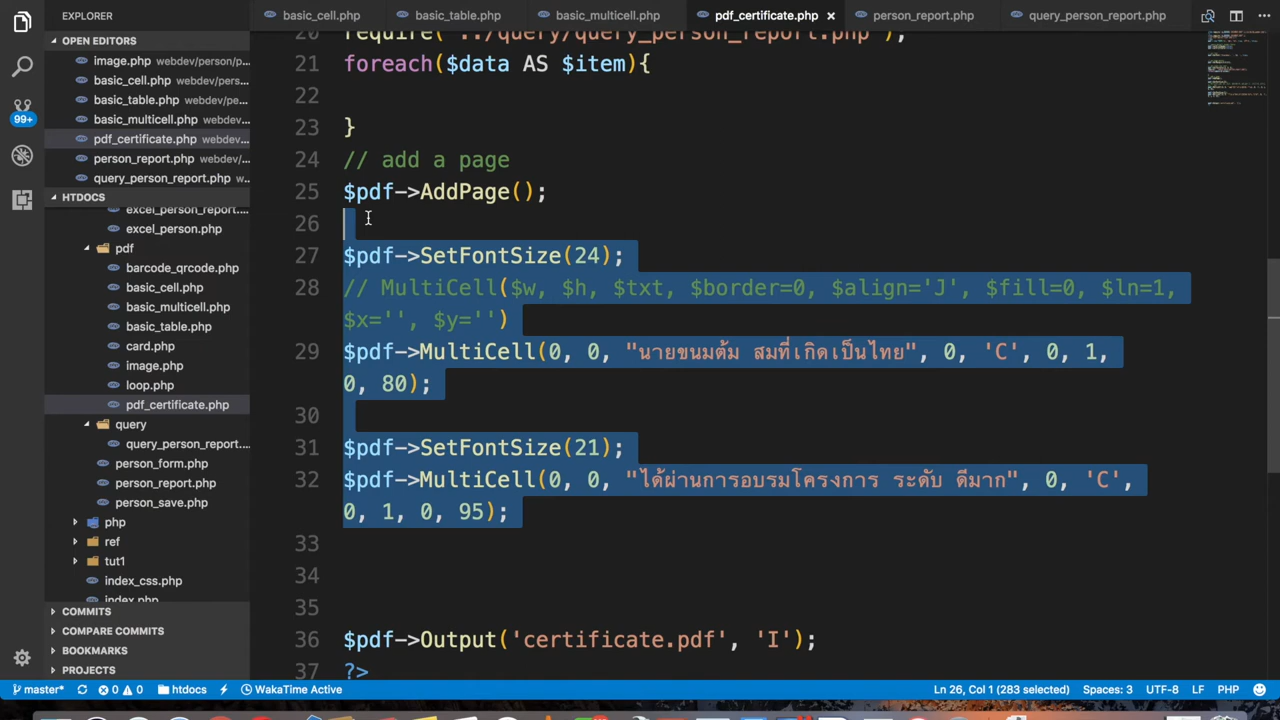 EXPLORER
basic_cell.php
basic_table.php
basic_multicell.php
pdf_certificate.php
person_report.php
query_person_report.php
OPEN EDITORS
image.php webdev/person/...
basic_cell.php webdev/pers...
basic_table.php webdev/pe...
basic_multicell.php webdev/...
pdf_certificate.php webdev...
person_report.php webdev/...
query_person_report.php w...
HTDOCS
excel_person_report...
excel_person.php
pdf
barcode_qrcode.php
basic_cell.php
basic_multicell.php
basic_table.php
card.php
image.php
loop.php
pdf_certificate.php
query
query_person_report....
person_form.php
person_report.php
person_save.php
php
ref
tut1
index_css.php
index.php
COMMITS
COMPARE COMMITS
BOOKMARKS
PROJECTS
20 require('../query/query_person_report.php');
21 foreach($data AS $item){
22
23 }
24 // add a page
25 $pdf->AddPage();
26
27 $pdf->SetFontSize(24);
28 // MultiCell($w, $h, $txt, $border=0, $align='J', $fill=0, $ln=1,
$x='', $y='')
29 $pdf->MultiCell(0, 0, "นายขนมต้ม สมที่เกิดเป็นไทย", 0, 'C', 0, 1,
0, 80);
30
31 $pdf->SetFontSize(21);
32 $pdf->MultiCell(0, 0, "ได้ผ่านการอบรมโครงการ ระดับ ดีมาก", 0, 'C',
0, 1, 0, 95);
33
34
35
36 $pdf->Output('certificate.pdf', 'I');
37 ?>
99+
master* 0 0 htdocs WakaTime Active Ln 26, Col 1 (283 selected) Spaces: 3 UTF-8 LF PHP